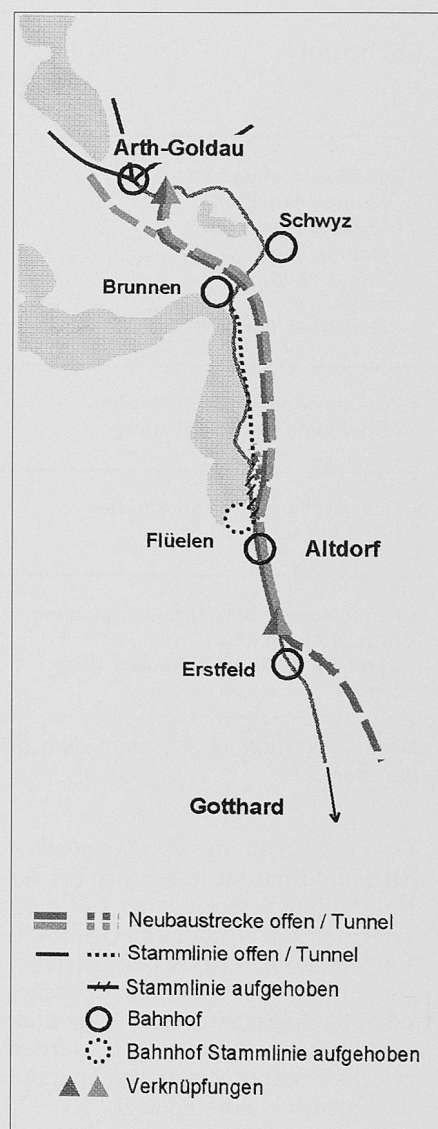 Arth-Goldau
Schwyz
Brunnen
Flüelen
Altdorf
Erstfeld
Gotthard
Neubaustrecke offen / Tunnel
Stammlinie offen / Tunnel
Stammlinie aufgehoben
Bahnhof
Bahnhof Stammlinie aufgehoben
Verknüpfungen